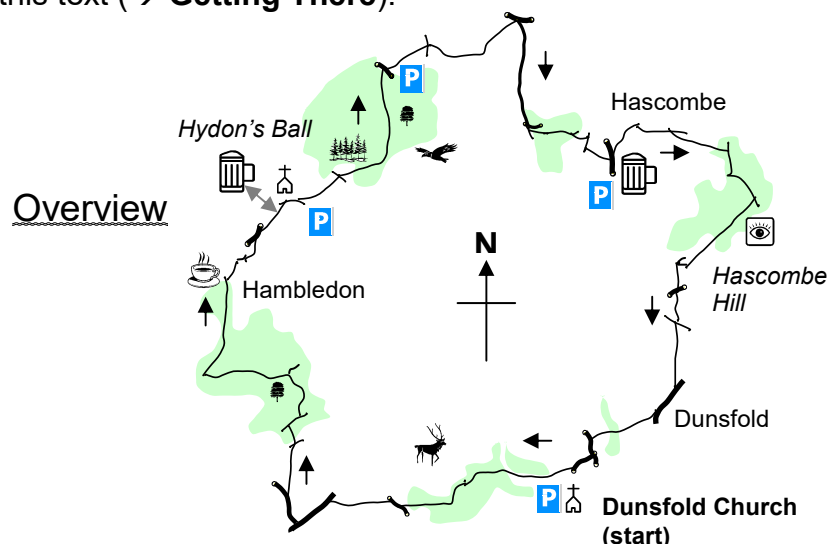 this text (→ Getting There).
P
Hascombe
Hydon's Ball
P
P
Overview
N
Hascombe
Hill
Hambledon
Dunsfold
P
Dunsfold Church
(start)